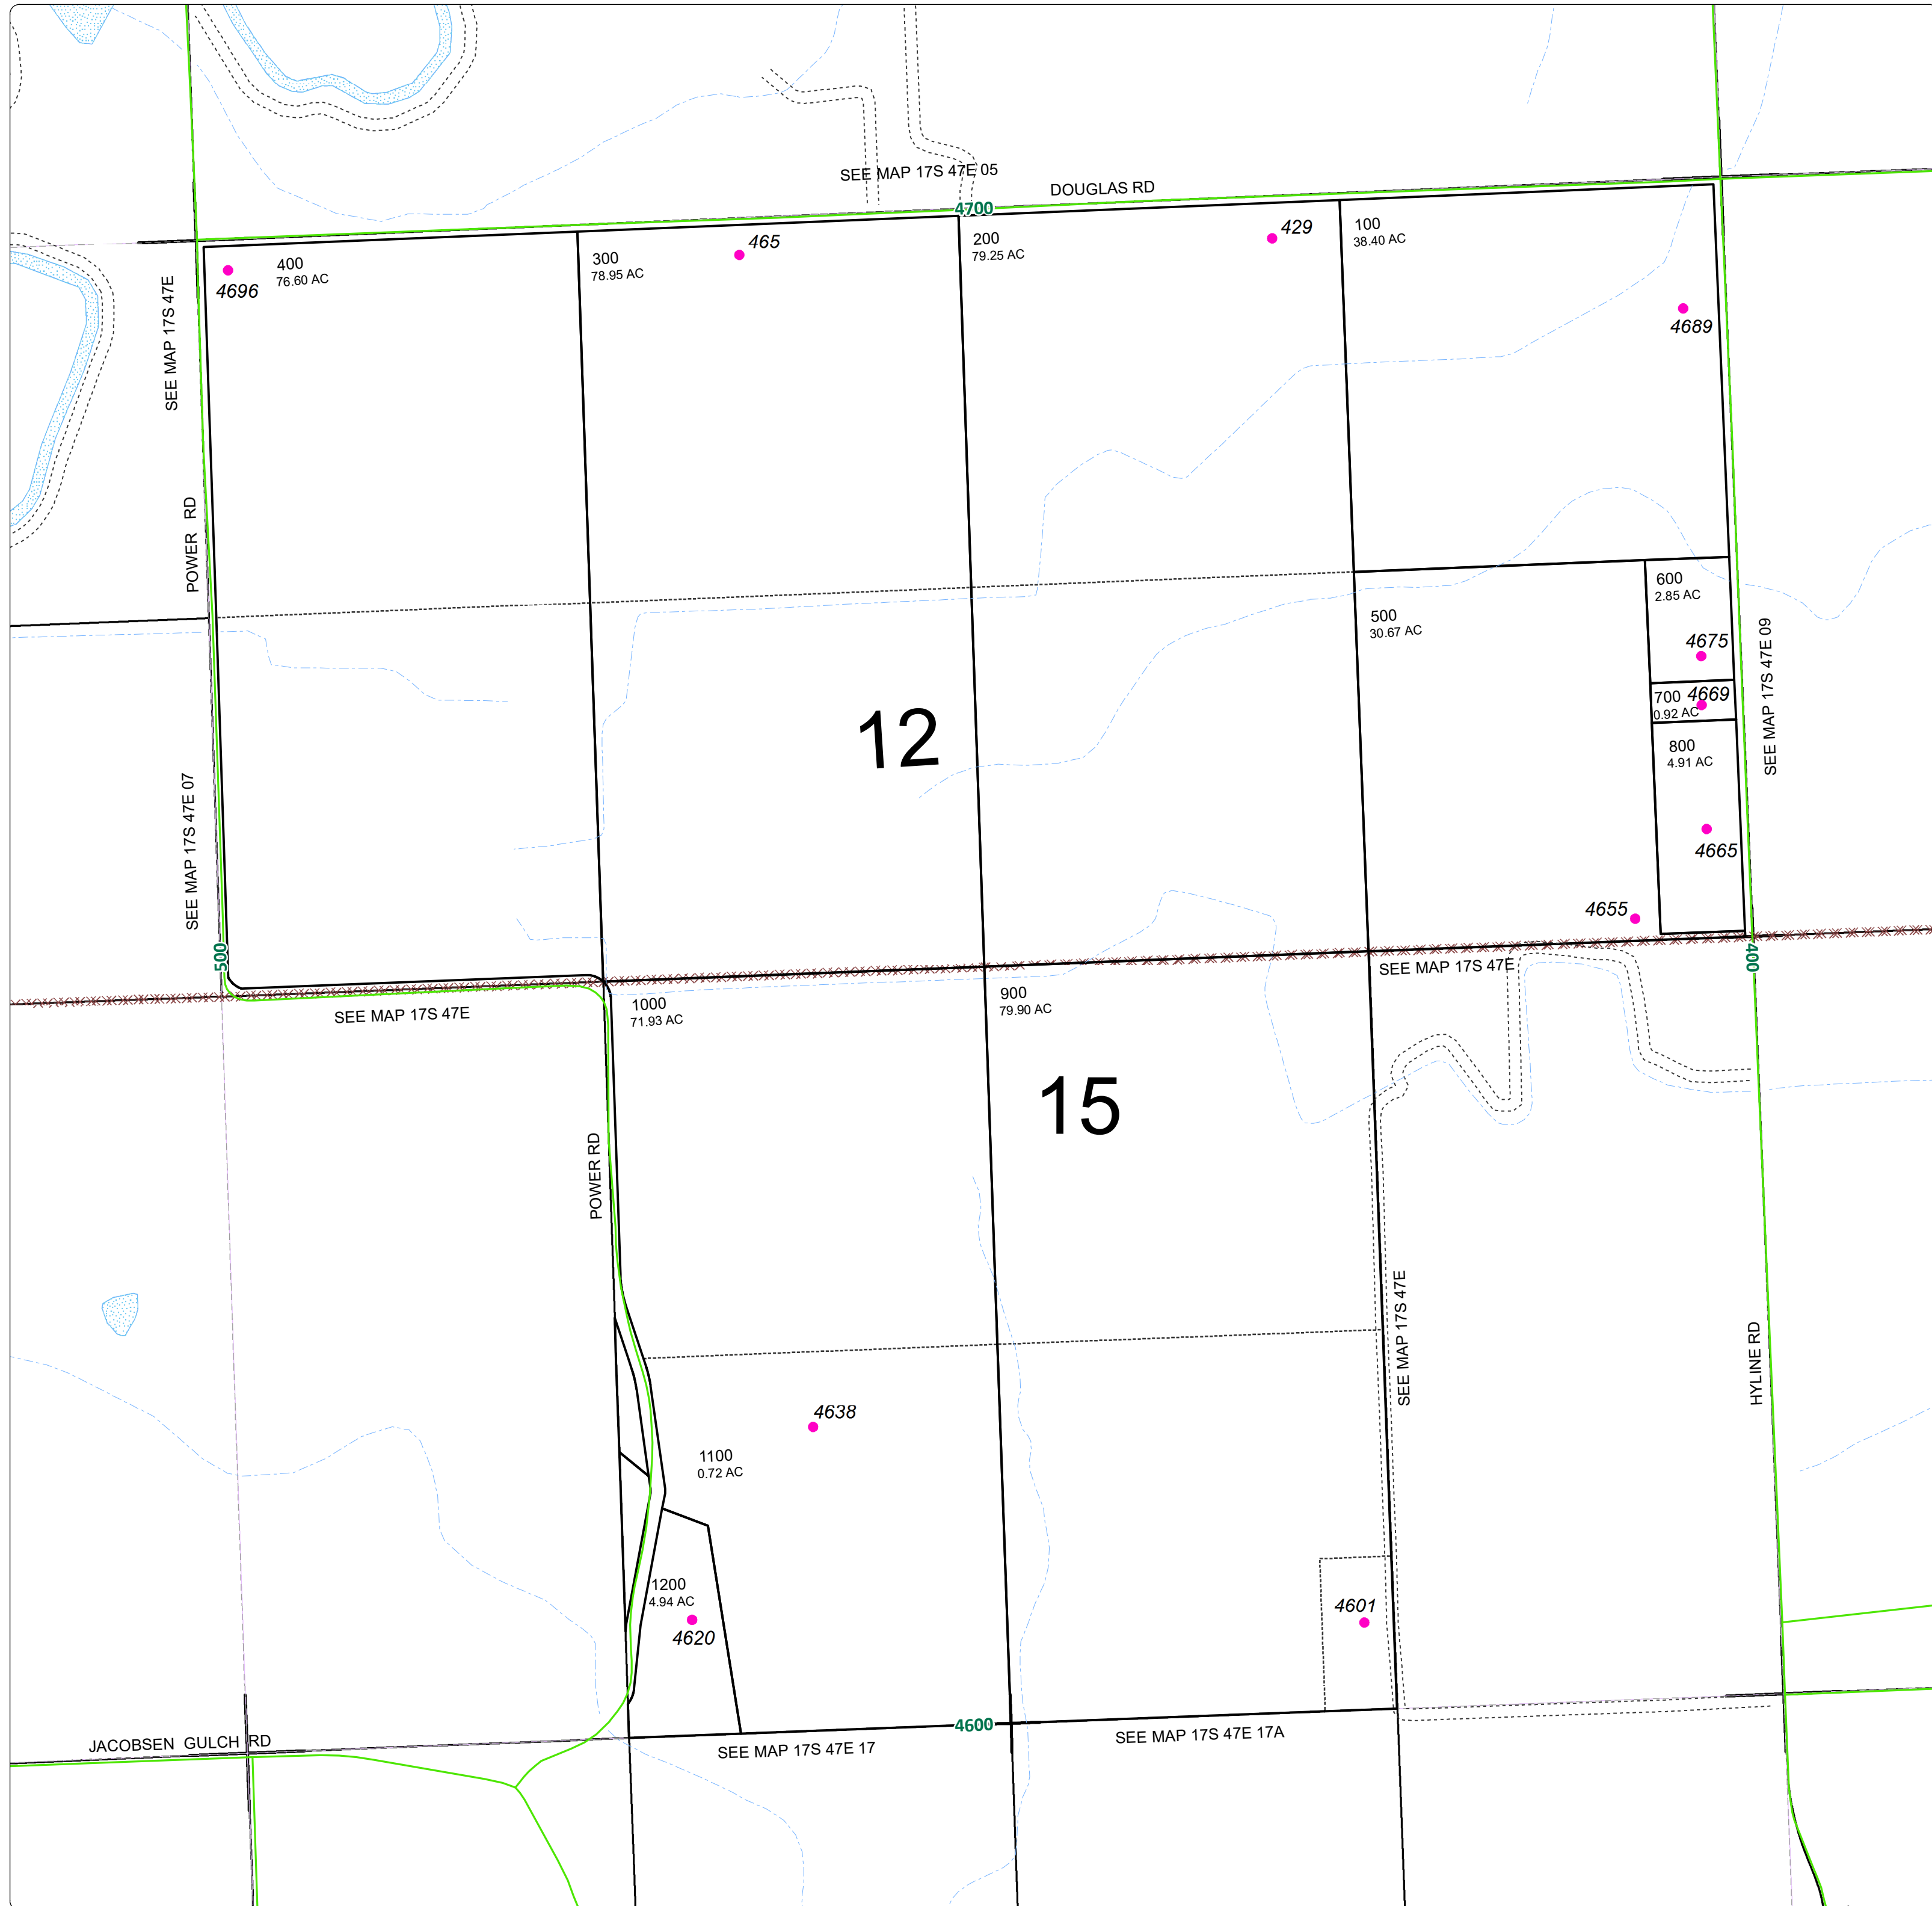 SEE MAP 17S 47E 05
DOUGLAS RD
4700
465
429
200
79.25 AC
100
38.40 AC
400
76.60 AC
300
78.95 AC
4696
4689
SEE MAP 17S 47E
POWER RD
600
2.85 AC
500
30.67 AC
4675
700
4669
0.92 AC
SEE MAP 17S 47E 09
12
800
4.91 AC
4665
SEE MAP 17S 47E 07
4655
500
400
SEE MAP 17S 47E
1000
71.93 AC
900
79.90 AC
SEE MAP 17S 47E
15
POWER RD
SEE MAP 17S 47E
HYLINE RD
4638
1100
0.72 AC
1200
4.94 AC
4620
4601
4600
JACOBSEN GULCH RD
SEE MAP 17S 47E 17
SEE MAP 17S 47E 17A